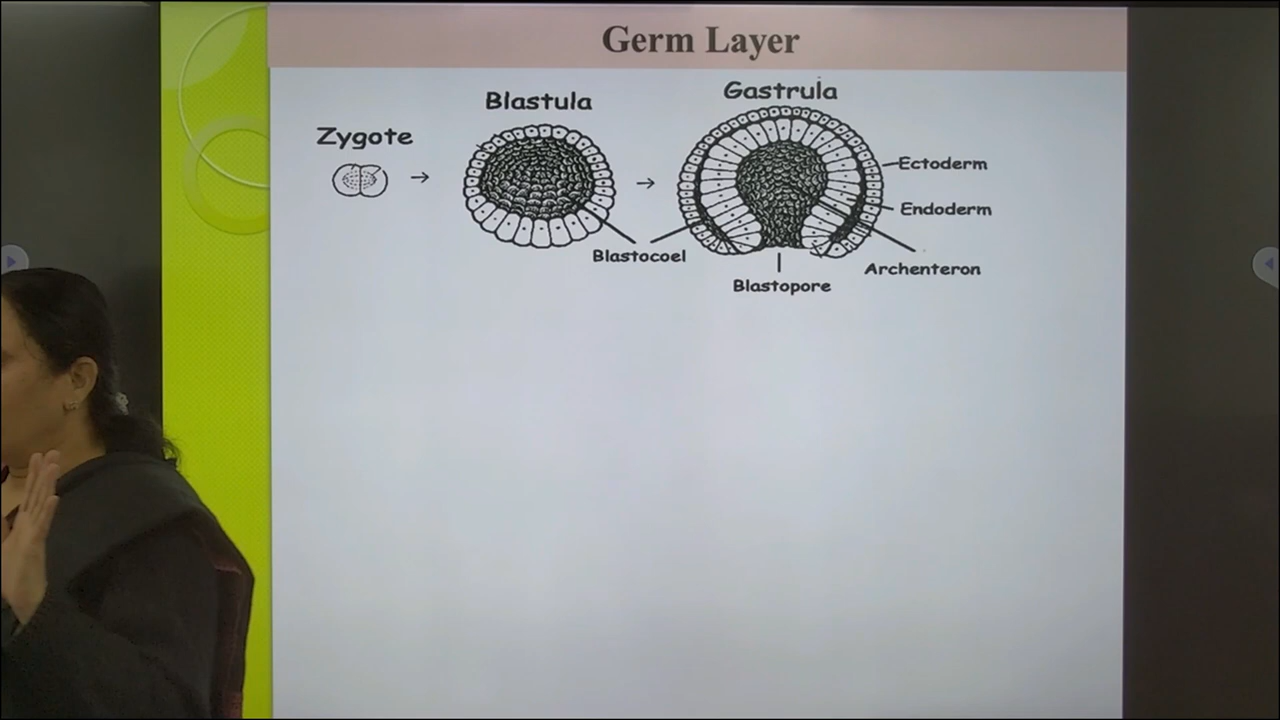 Germ Layer
Zygote
Blastula
Gastrula
Ectoderm
Endoderm
Blastocoel
Archenteron
Blastopore